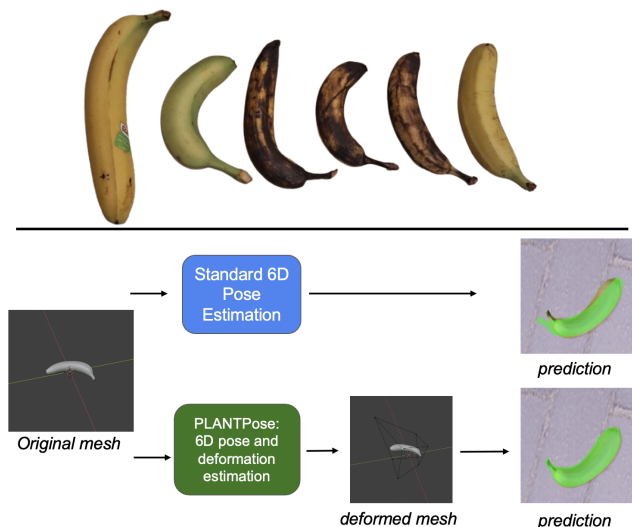 Standard 6D
Pose
Estimation
prediction
Original mesh
PLANTPose:
6D pose and
deformation
estimation
deformed mesh
prediction